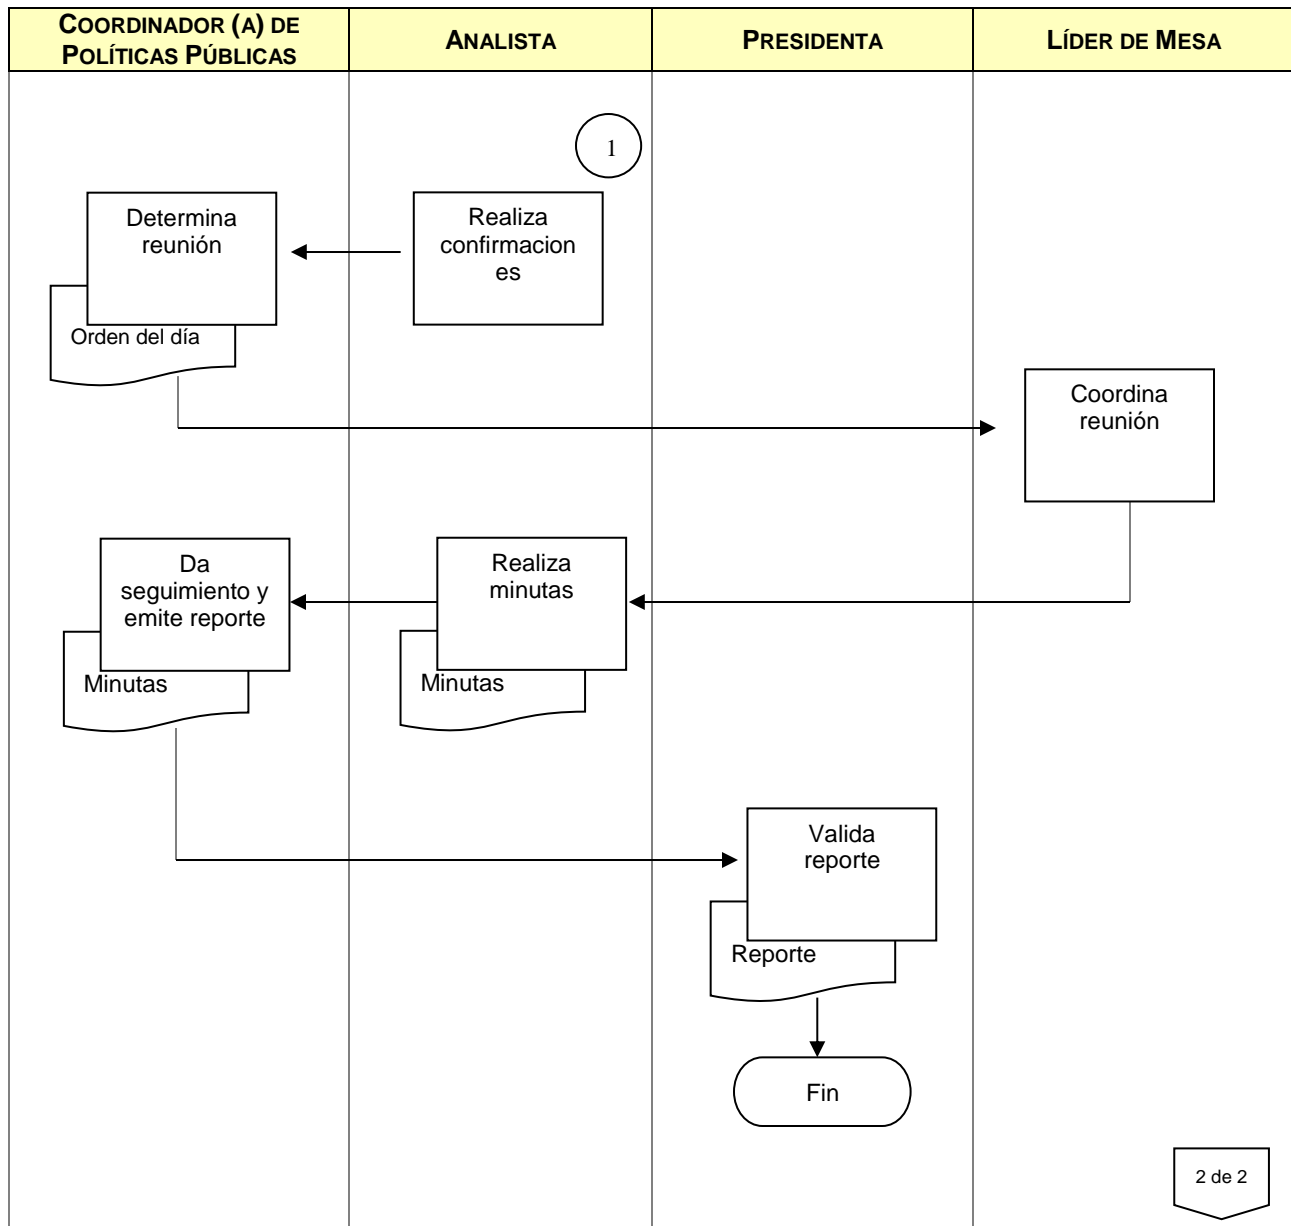 COORDINADOR (A) DE
POLÍTICAS PÚBLICAS
ANALISTA
PRESIDENTA
LÍDER DE MESA
1
Determina
reunión
Realiza
confirmacion
es
Orden del día
Coordina
reunión
Da
seguimiento y
emite reporte
Realiza
minutas
Minutas
Minutas
Valida
reporte
Reporte
Fin
2 de 2